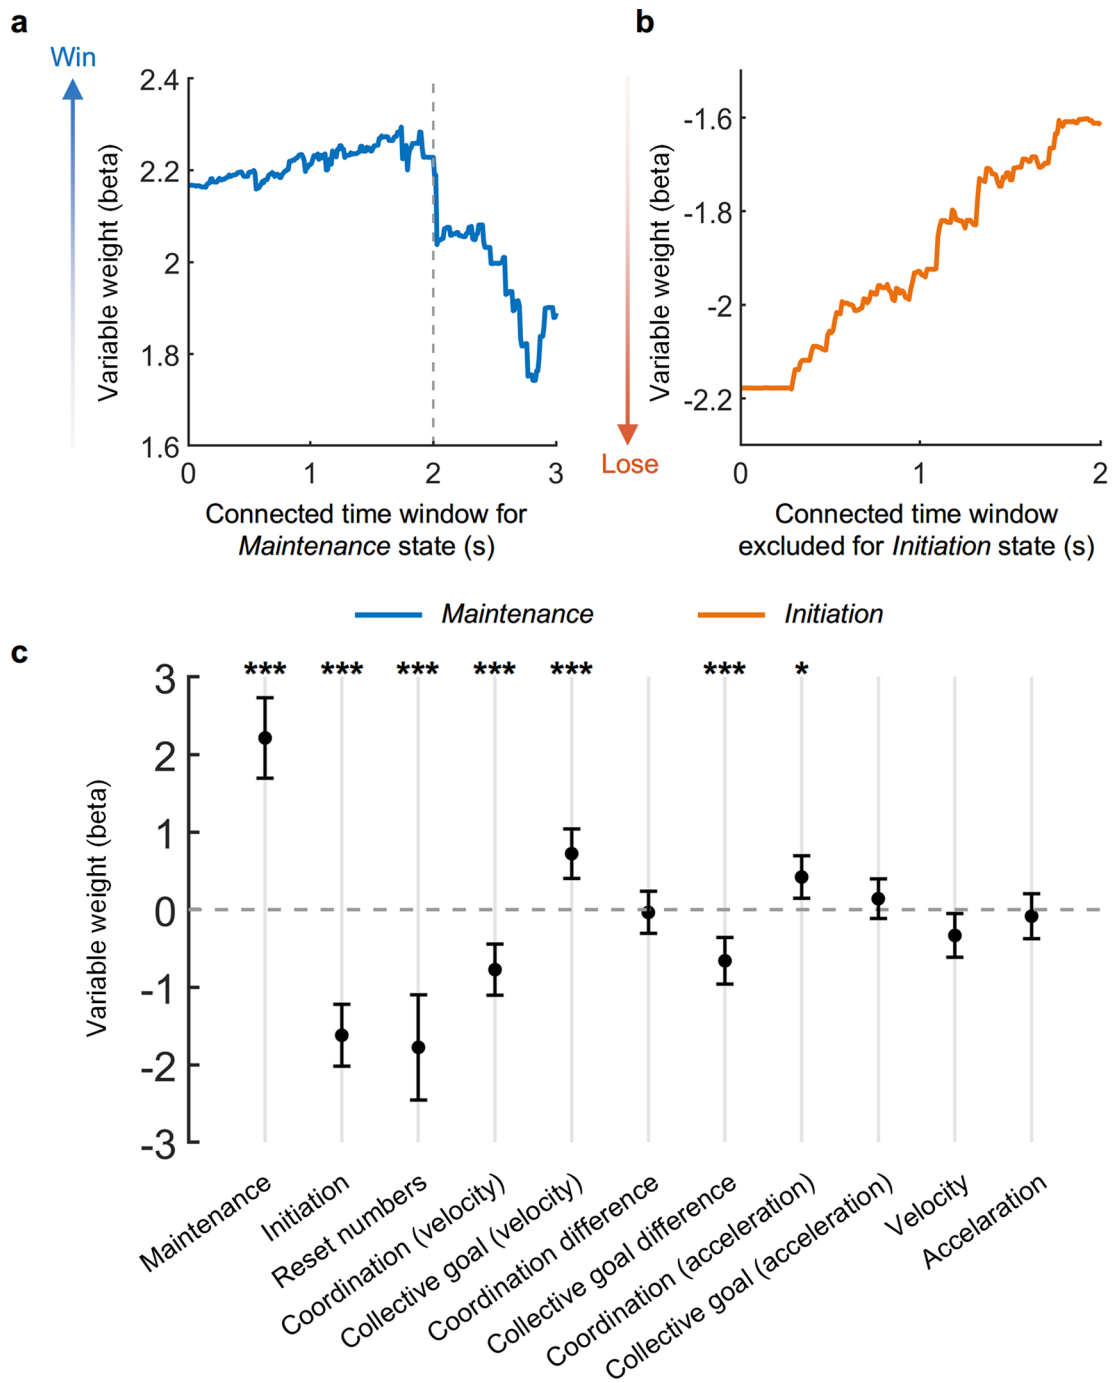 a
b
Win
Lose
Variable weight (beta)
2.4
2.2
2
1.8
1.6
0
1
2
3
Connected time window for
Maintenance state (s)
Variable weight (beta)
-1.6
-1.8
-2
-2.2
0
1
2
Connected time window
excluded for Initiation state (s)
Maintenance
Initiation
c
Variable weight (beta)
3
2
1
0
-1
-2
-3
***
***
***
***
***
***
*
Maintenance
Initiation
Reset numbers
Coordination (velocity)
Collective goal (velocity)
Coordination difference
Collective goal difference
Coordination (acceleration)
Collective goal (acceleration)
Velocity
Accelaration